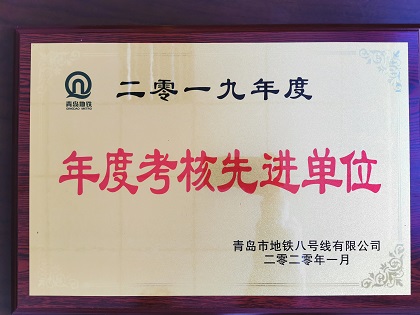 青岛地铁
QINGDAO METRO
二零一九年度
年度考核先进单位
青岛市地铁八号线有限公司
二零二零年一月